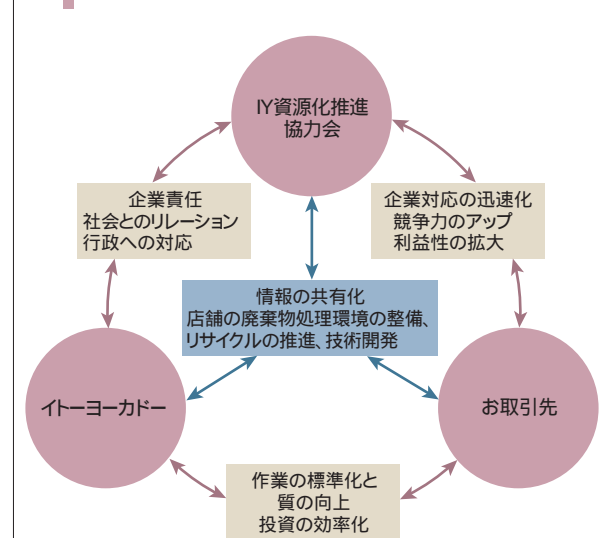 IY資源化推進
協力会
企業責任
社会とのリレーション
行政への対応
企業対応の迅速化
競争力のアップ
利益性の拡大
情報の共有化
店舗の廃棄物処理環境の整備、
リサイクルの推進、技術開発
イトーヨーカドー
お取引先
作業の標準化と
質の向上
投資の効率化